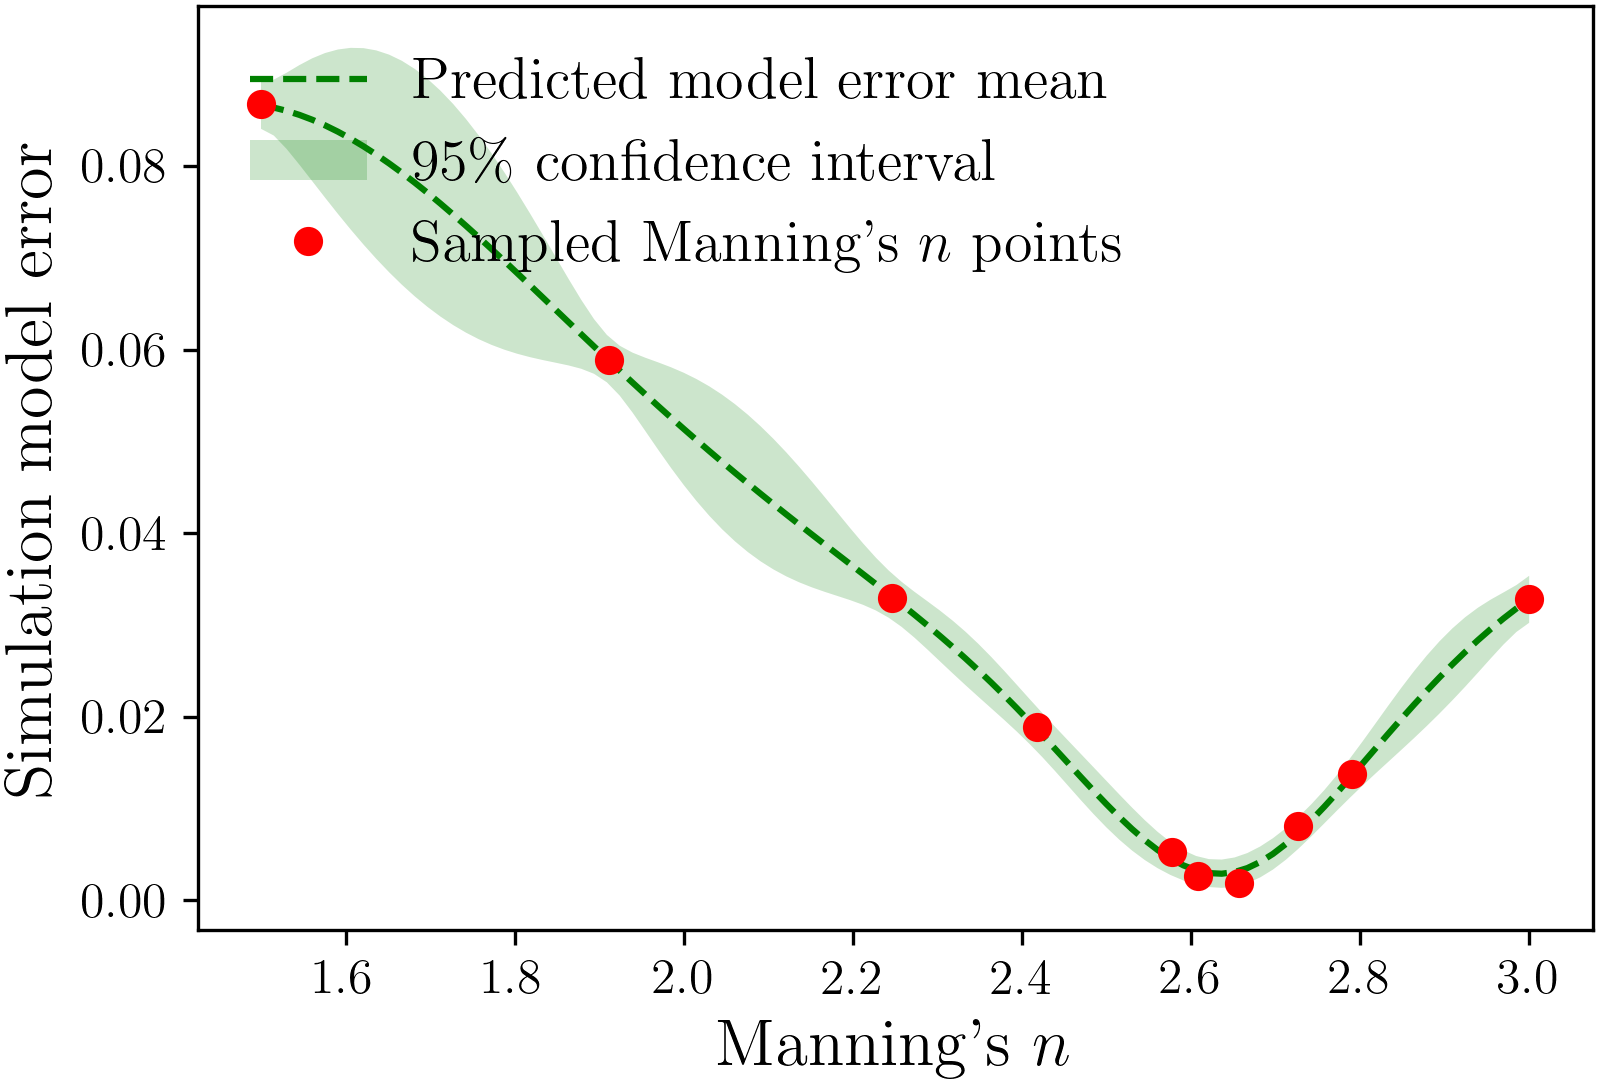 Predicted model error mean
95% confidence interval
Sampled Manning's n points
Simulation model error
0.08
0.06
0.04
0.02
0.00
1.6 1.8 2.0 2.2 2.4 2.6 2.8 3.0
Manning's n